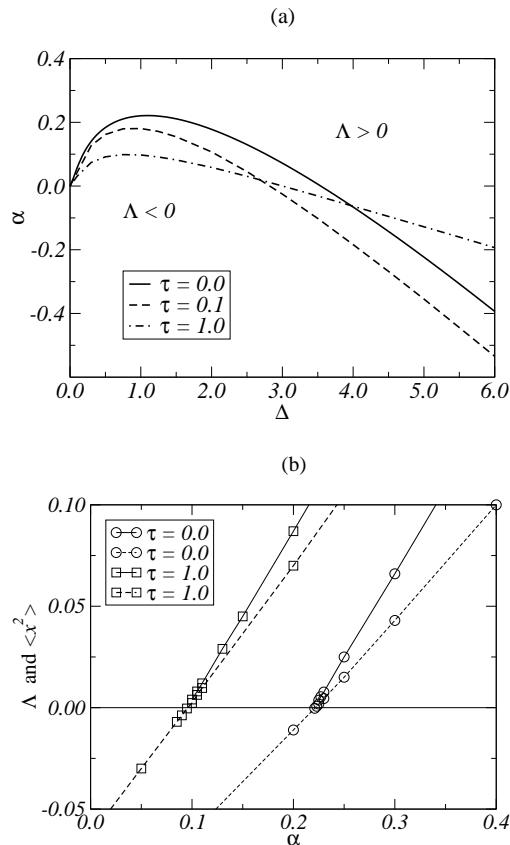 (a)
0.4
0.2
0.0
-0.2
-0.4
α
Λ > 0
Λ < 0
τ = 0.0
τ = 0.1
τ = 1.0
0.0 1.0 2.0 3.0 4.0 5.0 6.0
Δ
(b)
0.10
0.05
0.00
-0.05
Λ and <x²>
τ = 0.0
τ = 0.0
τ = 1.0
τ = 1.0
0.0 0.1 0.2 0.3 0.4
α